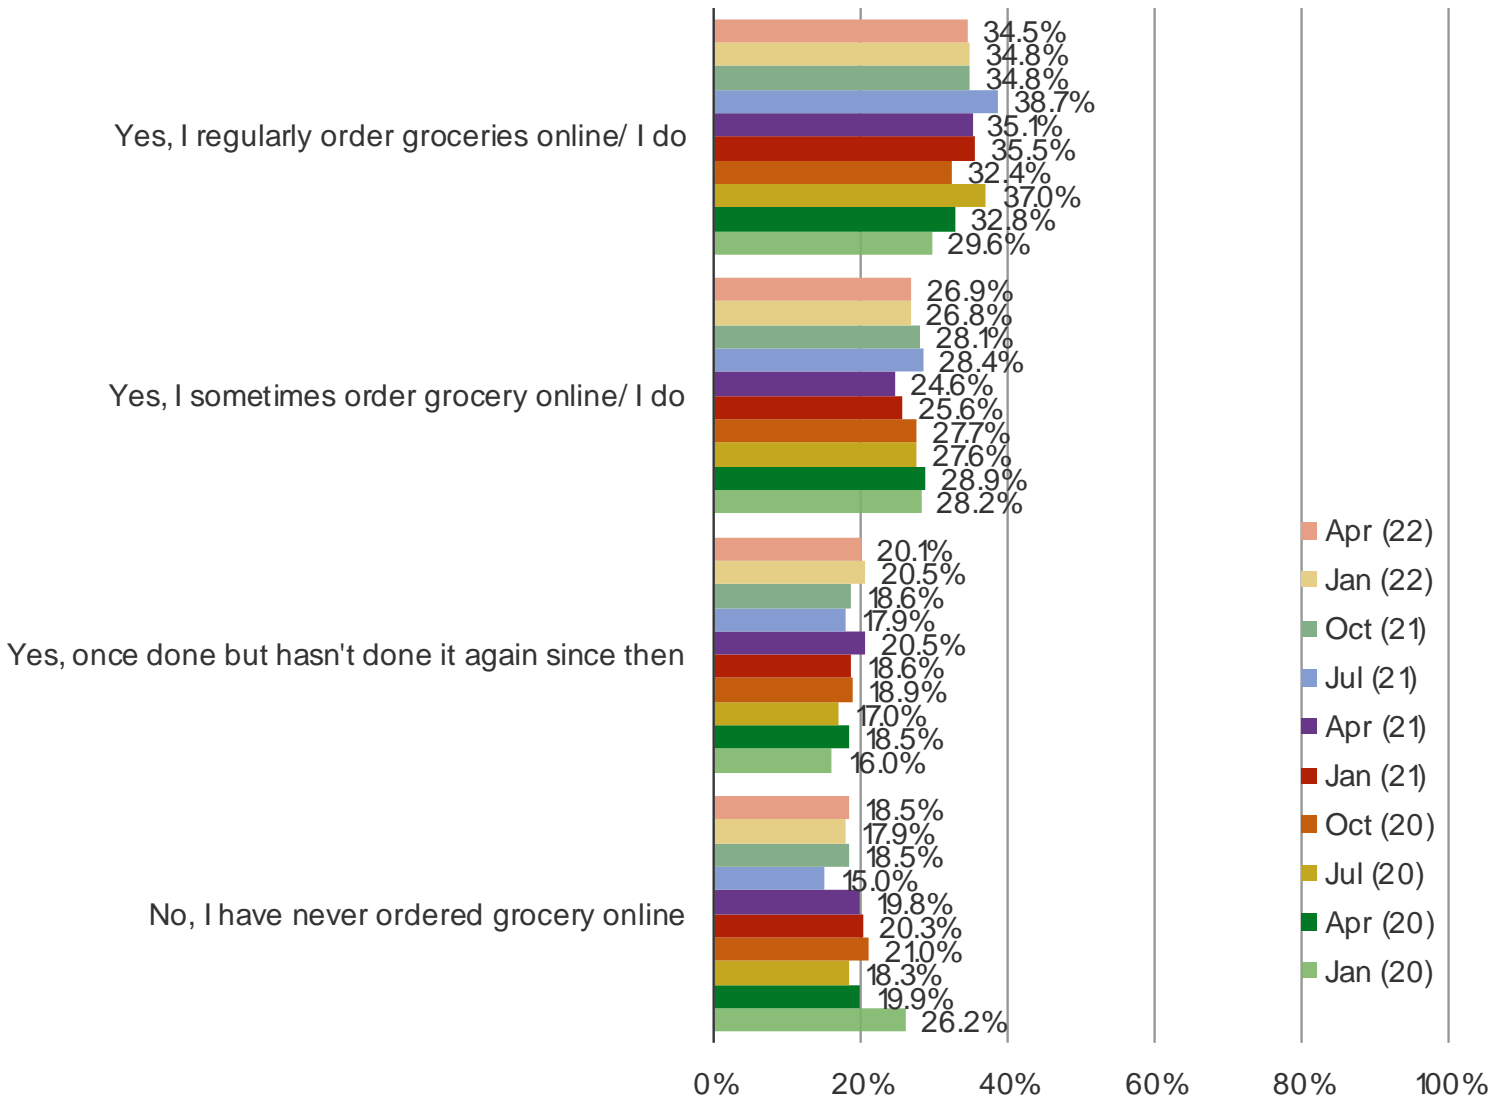 34.5%
34.8%
34.8%
38.7%
Yes, I regularly order groceries online/ I do
35.1%
35.5%
32.4%
37.0%
32.8%
29.6%
26.9%
26.8%
28.1%
28.4%
Yes, I sometimes order grocery online/ I do
24.6%
25.6%
27.7%
27.6%
28.9%
28.2%
20.1%
20.5%
18.6%
17.9%
Yes, once done but hasn't done it again since then
20.5%
18.6%
18.9%
17.0%
18.5%
16.0%
18.5%
17.9%
18.5%
15.0%
No, I have never ordered grocery online
19.8%
20.3%
21.0%
18.3%
19.9%
26.2%
Apr (22)
Jan (22)
Oct (21)
Jul (21)
Apr (21)
Jan (21)
Oct (20)
Jul (20)
Apr (20)
Jan (20)
0% 20% 40% 60% 80% 100%